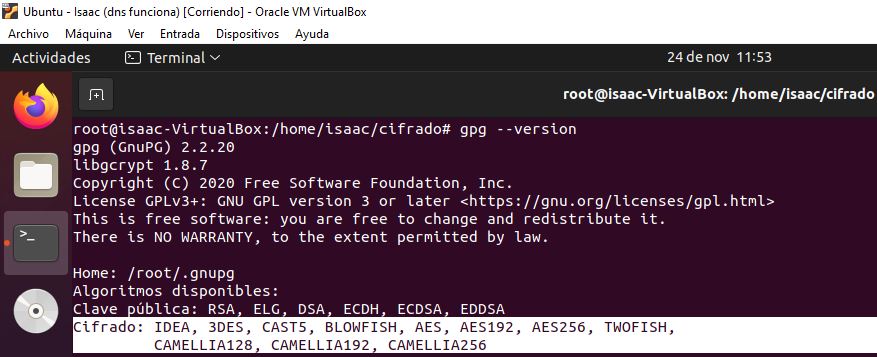 Ubuntu - Isaac (dns funciona) [Corriendo] - Oracle VM VirtualBox
Archivo Máquina Ver Entrada Dispositivos Ayuda
Actividades Terminal 24 de nov 11:53
root@isaac-VirtualBox: /home/isaac/cifrado
root@isaac-VirtualBox:/home/isaac/cifrado# gpg --version
gpg (GnuPG) 2.2.20
libgcrypt 1.8.7
Copyright (C) 2020 Free Software Foundation, Inc.
License GPLv3+: GNU GPL version 3 or later <https://gnu.org/licenses/gpl.html>
This is free software: you are free to change and redistribute it.
There is NO WARRANTY, to the extent permitted by law.
Home: /root/.gnupg
Algoritmos disponibles:
Clave pública: RSA, ELG, DSA, ECDH, ECDSA, EDDSA
Cifrado: IDEA, 3DES, CAST5, BLOWFISH, AES, AES192, AES256, TWOFISH,
CAMELLIA128, CAMELLIA192, CAMELLIA256